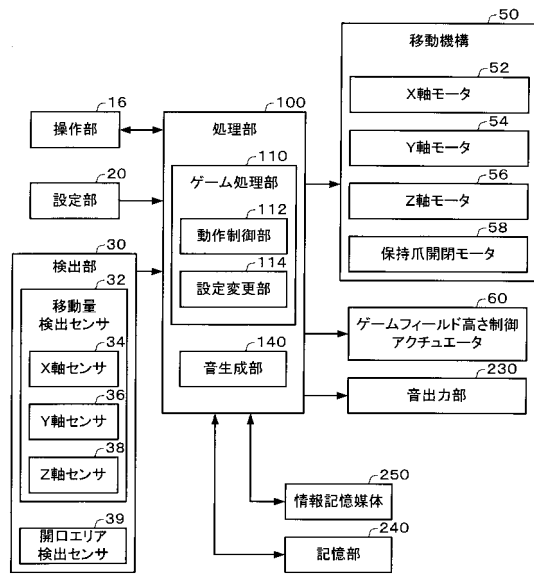 16
操作部
20
設定部
30
検出部
32
移動量
検出センサ
34
X軸センサ
36
Y軸センサ
38
Z軸センサ
39
開口エリア
検出センサ
100
処理部
110
ゲーム処理部
112
動作制御部
114
設定変更部
140
音生成部
50
移動機構
52
X軸モータ
54
Y軸モータ
56
Z軸モータ
58
保持爪開閉モータ
60
ゲームフィールド高さ制御
アクチュエータ
230
音出力部
250
情報記憶媒体
240
記憶部